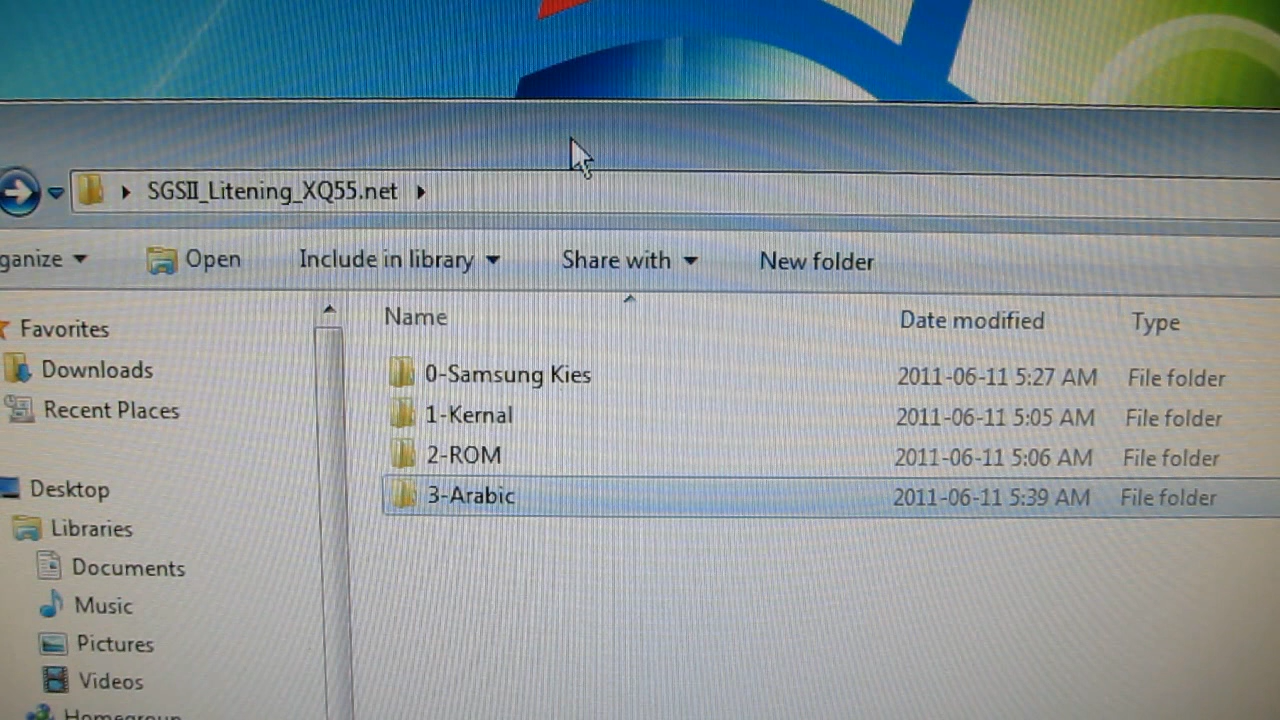 SGSII_Litening_XQ55.net
ganize Open Include in library Share with New folder
Name Date modified Type
Favorites
Downloads
Recent Places
Desktop
Libraries
Documents
Music
Pictures
Videos
Homegroup
0-Samsung Kies 2011-06-11 5:27 AM File folder
1-Kernal 2011-06-11 5:05 AM File folder
2-ROM 2011-06-11 5:06 AM File folder
3-Arabic 2011-06-11 5:39 AM File folder